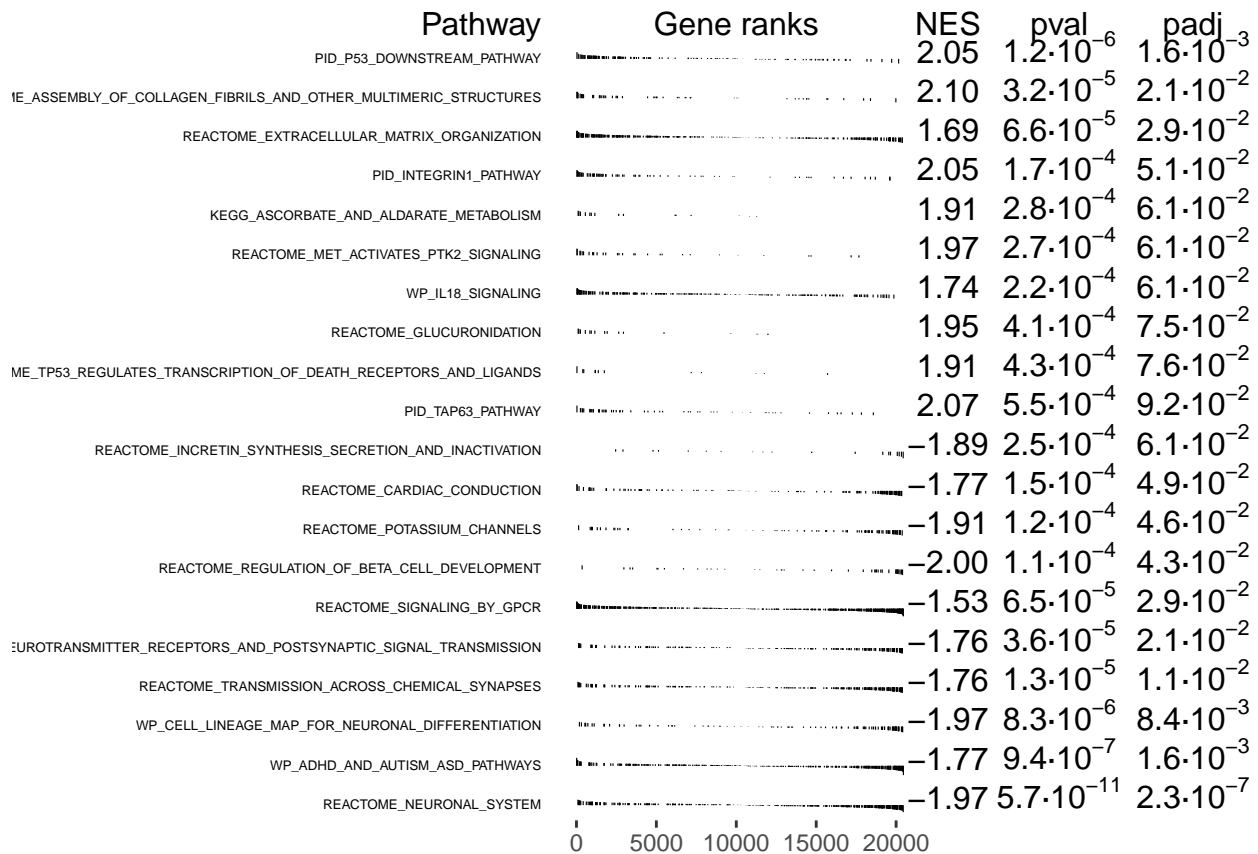 Pathway Gene ranks NES pval padj
PID_P53_DOWNSTREAM_PATHWAY 2.05 1.2·10⁻⁶ 1.6·10⁻³
ME_ASSEMBLY_OF_COLLAGEN_FIBRILS_AND_OTHER_MULTIMERIC_STRUCTURES 2.10 3.2·10⁻⁵ 2.1·10⁻²
REACTOME_EXTRACELLULAR_MATRIX_ORGANIZATION 1.69 6.6·10⁻⁵ 2.9·10⁻²
PID_INTEGRIN1_PATHWAY 2.05 1.7·10⁻⁴ 5.1·10⁻²
KEGG_ASCORBATE_AND_ALDARATE_METABOLISM 1.91 2.8·10⁻⁴ 6.1·10⁻²
REACTOME_MET_ACTIVATES_PTK2_SIGNALING 1.97 2.7·10⁻⁴ 6.1·10⁻²
WP_IL18_SIGNALING 1.74 2.2·10⁻⁴ 6.1·10⁻²
REACTOME_GLUCURONIDATION 1.95 4.1·10⁻⁴ 7.5·10⁻²
ME_TP53_REGULATES_TRANSCRIPTION_OF_DEATH_RECEPTORS_AND_LIGANDS 1.91 4.3·10⁻⁴ 7.6·10⁻²
PID_TAP63_PATHWAY 2.07 5.5·10⁻⁴ 9.2·10⁻²
REACTOME_INCRETIN_SYNTHESIS_SECRETION_AND_INACTIVATION −1.89 2.5·10⁻⁴ 6.1·10⁻²
REACTOME_CARDIAC_CONDUCTION −1.77 1.5·10⁻⁴ 4.9·10⁻²
REACTOME_POTASSIUM_CHANNELS −1.91 1.2·10⁻⁴ 4.6·10⁻²
REACTOME_REGULATION_OF_BETA_CELL_DEVELOPMENT −2.00 1.1·10⁻⁴ 4.3·10⁻²
REACTOME_SIGNALING_BY_GPCR −1.53 6.5·10⁻⁵ 2.9·10⁻²
EUROTRANSMITTER_RECEPTORS_AND_POSTSYNAPTIC_SIGNAL_TRANSMISSION −1.76 3.6·10⁻⁵ 2.1·10⁻²
REACTOME_TRANSMISSION_ACROSS_CHEMICAL_SYNAPSES −1.76 1.3·10⁻⁵ 1.1·10⁻²
WP_CELL_LINEAGE_MAP_FOR_NEURONAL_DIFFERENTIATION −1.97 8.3·10⁻⁶ 8.4·10⁻³
WP_ADHD_AND_AUTISM_ASD_PATHWAYS −1.77 9.4·10⁻⁷ 1.6·10⁻³
REACTOME_NEURONAL_SYSTEM −1.97 5.7·10⁻¹¹ 2.3·10⁻⁷
0 5000 10000 15000 20000